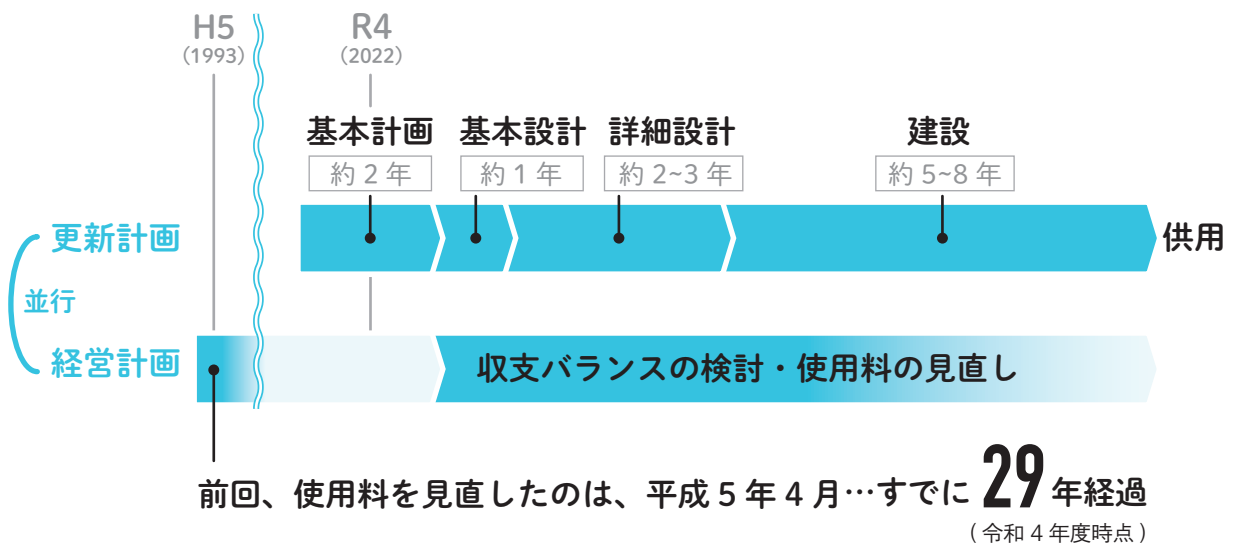 H5
(1993)
R4
(2022)
基本計画
約 2 年
基本設計
約 1 年
詳細設計
約 2~3 年
建設
約 5~8 年
更新計画
供用
並行
経営計画
収支バランスの検討・使用料の見直し
前回、使用料を見直したのは、平成 5 年 4 月…すでに 29 年経過
( 令和 4 年度時点 )